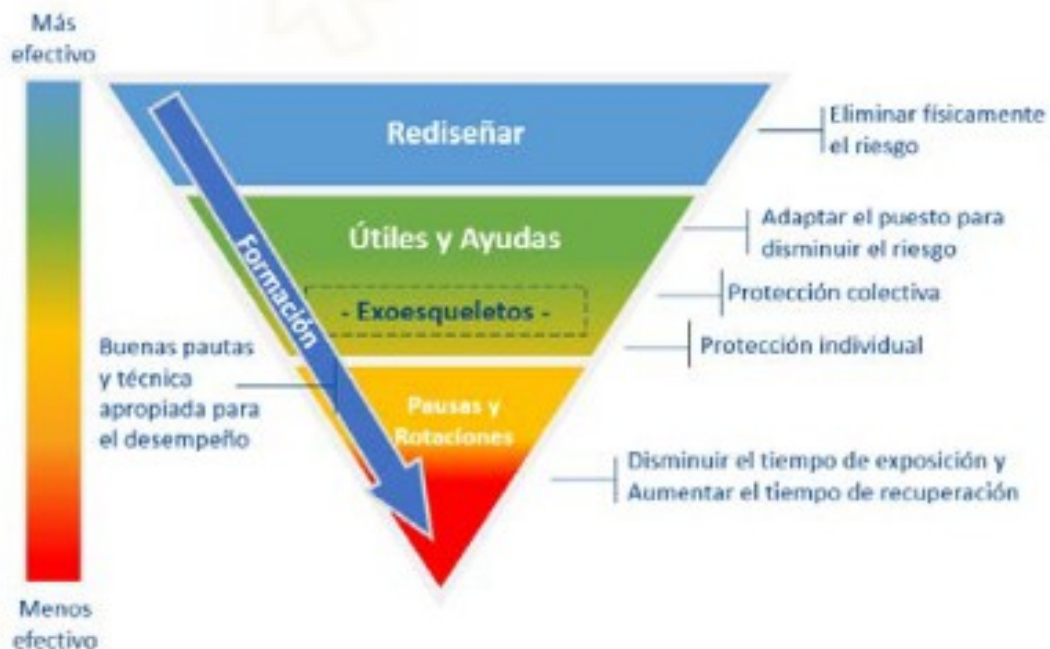 Más
efectivo
Rediseñar
Eliminar físicamente
el riesgo
Útiles y Ayudas
Adaptar el puesto para
disminuir el riesgo
Formación
- Exoesqueletos -
Protección colectiva
Protección individual
Buenas pautas
y técnica
apropiada para
el desempeño
Pausas y
Rotaciones
Disminuir el tiempo de exposición y
Aumentar el tiempo de recuperación
Menos
efectivo